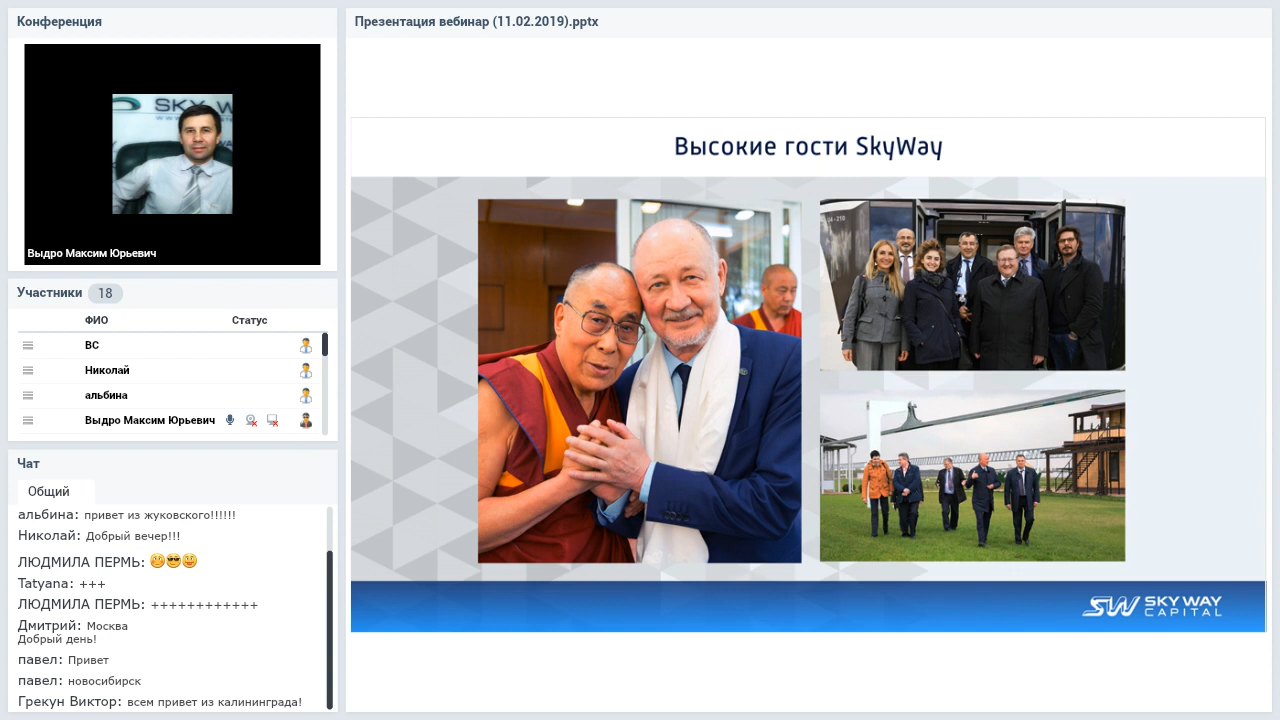 Конференция
SKY W
Выдро Максим Юрьевич
Участники 18
ФИО Статус
ВС
Николай
альбина
Выдро Максим Юрьевич
Чат
Общий
альбина: привет из жуковского!!!!!!
Николай: Добрый вечер!!!
ЛЮДМИЛА ПЕРМЬ:
Tatyana: +++
ЛЮДМИЛА ПЕРМЬ: ++++++++++++
Дмитрий: Москва
Добрый день!
павел: Привет
павел: новосибирск
Грекун Виктор: всем привет из калининграда!
Презентация вебинар (11.02.2019).pptx
Высокие гости SkyWay
SW SKY WAY
CAPITAL